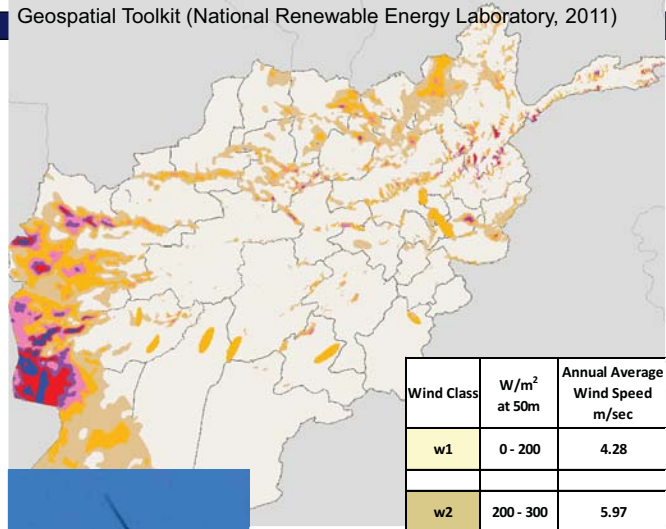 Geospatial Toolkit (National Renewable Energy Laboratory, 2011)
Wind Class
W/m²
at 50m
Annual Average
Wind Speed
m/sec
w1 0 - 200 4.28
w2 200 - 300 5.97